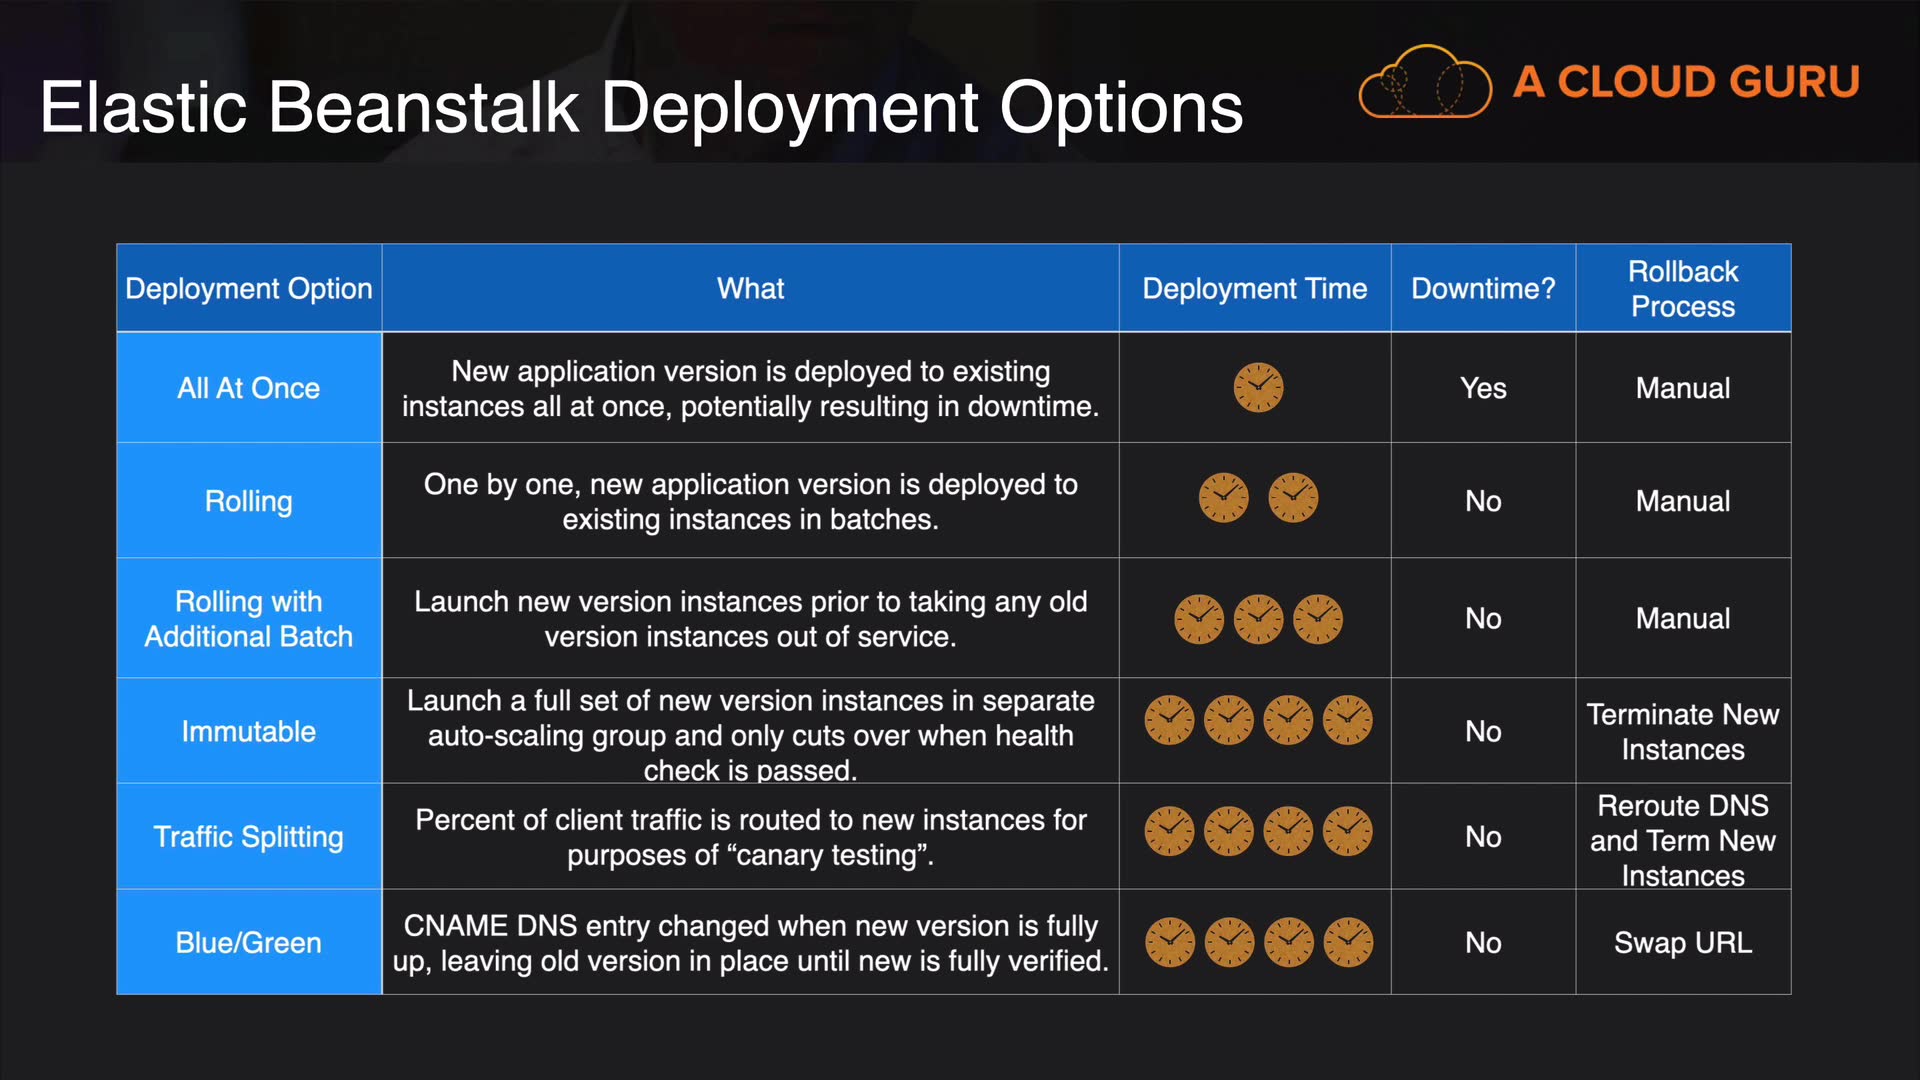 Elastic Beanstalk Deployment Options
A CLOUD GURU
Deployment Option
What
Deployment Time
Downtime?
Rollback
Process
All At Once
New application version is deployed to existing
instances all at once, potentially resulting in downtime.
Yes
Manual
Rolling
One by one, new application version is deployed to
existing instances in batches.
No
Manual
Rolling with
Additional Batch
Launch new version instances prior to taking any old
version instances out of service.
No
Manual
Immutable
Launch a full set of new version instances in separate
auto-scaling group and only cuts over when health
check is passed.
No
Terminate New
Instances
Traffic Splitting
Percent of client traffic is routed to new instances for
purposes of “canary testing”.
No
Reroute DNS
and Term New
Instances
Blue/Green
CNAME DNS entry changed when new version is fully
up, leaving old version in place until new is fully verified.
No
Swap URL